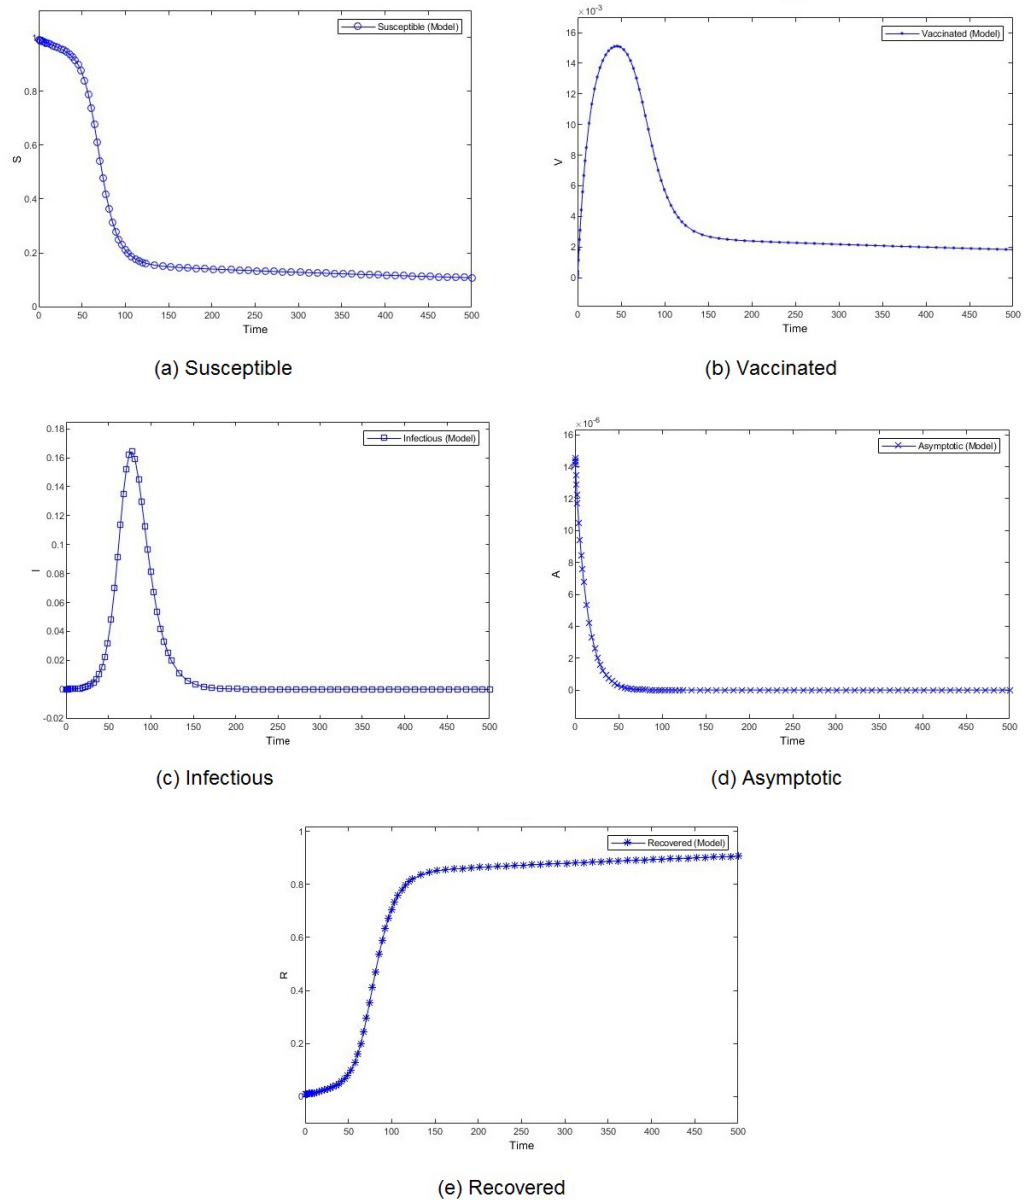 Susceptible (Model)
1
0.8
0.6
0.4
0.2
0
S
0 50 100 150 200 250 300 350 400 450 500
Time
(a) Susceptible
×10⁻³
Vaccinated (Model)
16
14
12
10
8
6
4
2
0
V
0 50 100 150 200 250 300 350 400 450 500
Time
(b) Vaccinated
Infectious (Model)
0.18
0.16
0.14
0.12
0.1
0.08
0.06
0.04
0.02
0
-0.02
I
0 50 100 150 200 250 300 350 400 450 500
Time
(c) Infectious
×10⁻⁶
Asymptotic (Model)
16
14
12
10
8
6
4
2
0
A
0 50 100 150 200 250 300 350 400 450 500
Time
(d) Asymptotic
Recovered (Model)
1
0.8
0.6
0.4
0.2
0
R
0 50 100 150 200 250 300 350 400 450 500
Time
(e) Recovered